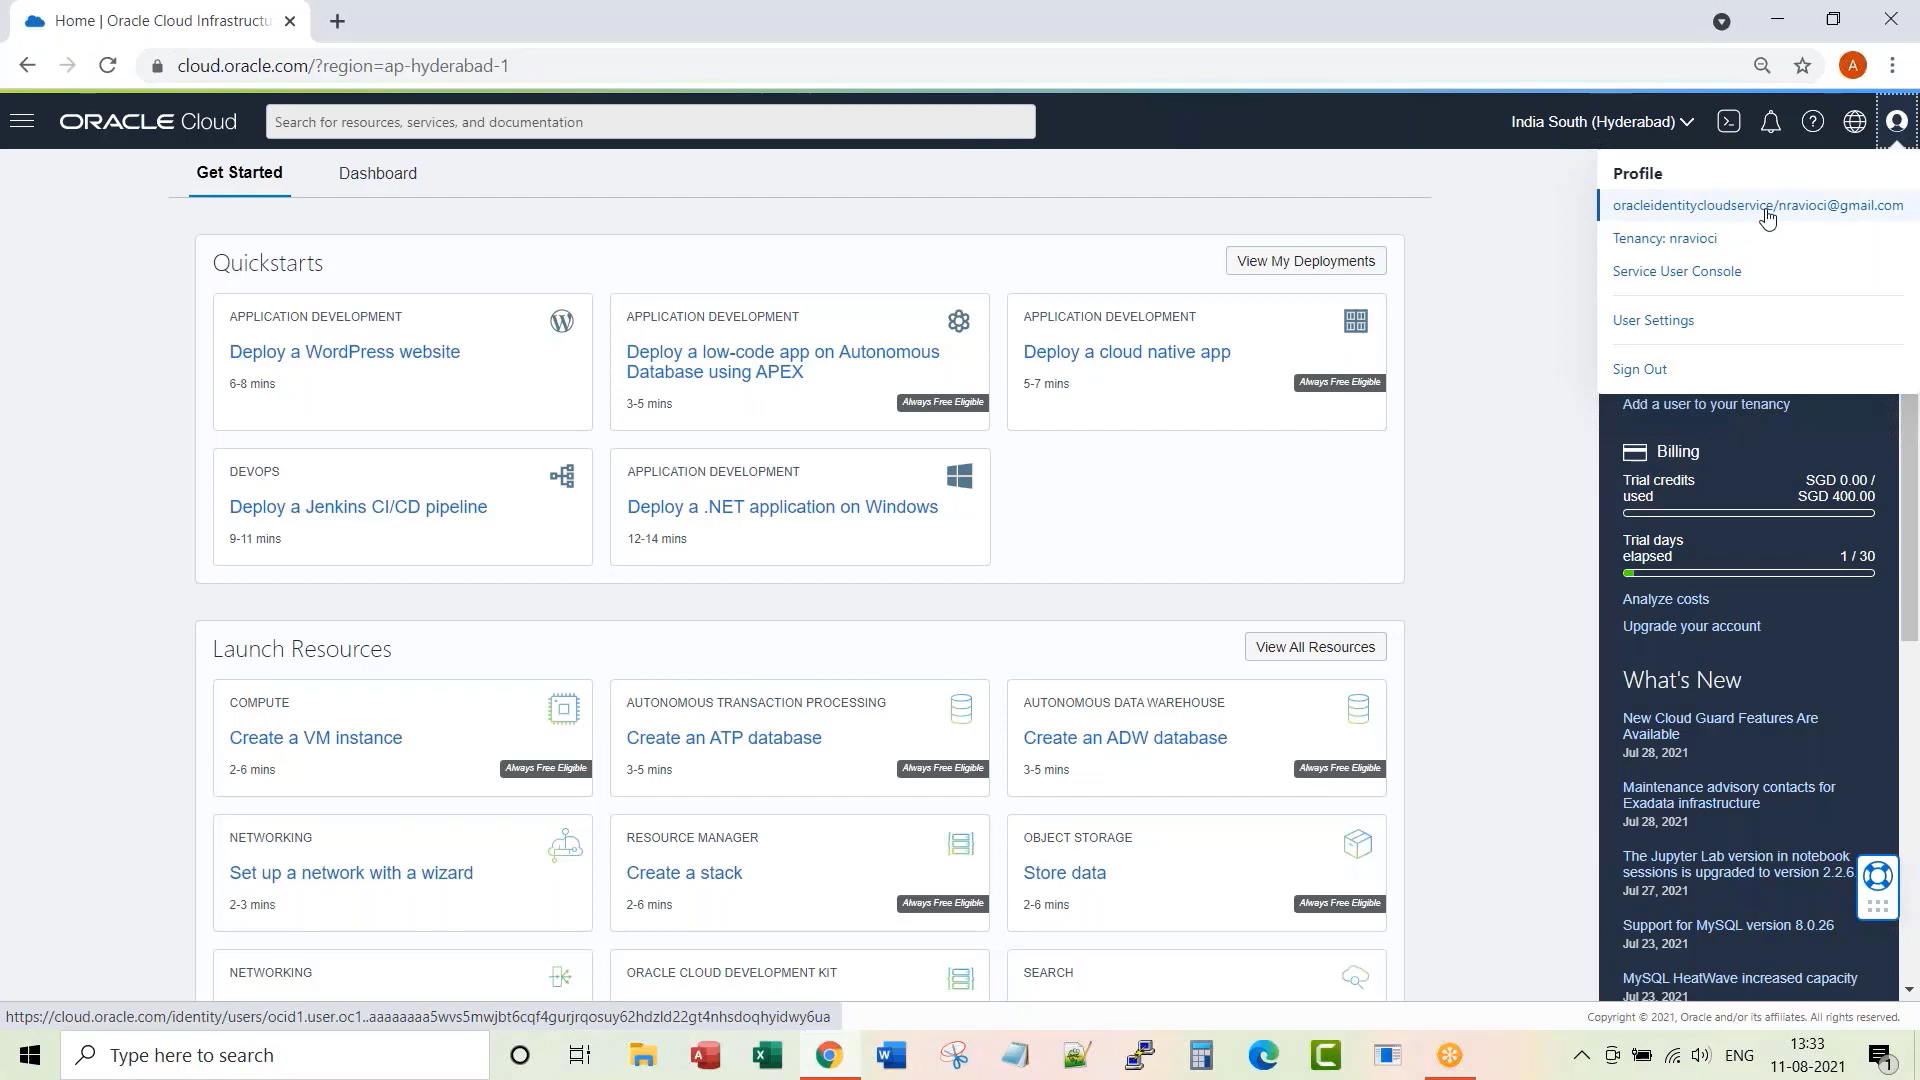 Home | Oracle Cloud Infrastructu
cloud.oracle.com/?region=ap-hyderabad-1
A
ORACLE Cloud
Search for resources, services, and documentation
India South (Hyderabad)
Get Started
Dashboard
Profile
oracleidentitycloudservice/nravioci@gmail.com
Tenancy: nravioci
Service User Console
User Settings
Sign Out
Quickstarts
View My Deployments
APPLICATION DEVELOPMENT
Deploy a WordPress website
6-8 mins
APPLICATION DEVELOPMENT
Deploy a low-code app on Autonomous
Database using APEX
3-5 mins
Always Free Eligible
APPLICATION DEVELOPMENT
Deploy a cloud native app
5-7 mins
Always Free Eligible
DEVOPS
Deploy a Jenkins CI/CD pipeline
9-11 mins
APPLICATION DEVELOPMENT
Deploy a .NET application on Windows
12-14 mins
Add a user to your tenancy
Billing
Trial credits
used
SGD 0.00 /
SGD 400.00
Trial days
elapsed
1 / 30
Analyze costs
Upgrade your account
What's New
New Cloud Guard Features Are
Available
Jul 28, 2021
Maintenance advisory contacts for
Exadata infrastructure
Jul 28, 2021
The Jupyter Lab version in notebook
sessions is upgraded to version 2.2.6.
Jul 27, 2021
Support for MySQL version 8.0.26
Jul 23, 2021
MySQL HeatWave increased capacity
Jul 23, 2021
Launch Resources
View All Resources
COMPUTE
Create a VM instance
2-6 mins
Always Free Eligible
AUTONOMOUS TRANSACTION PROCESSING
Create an ATP database
3-5 mins
Always Free Eligible
AUTONOMOUS DATA WAREHOUSE
Create an ADW database
3-5 mins
Always Free Eligible
NETWORKING
Set up a network with a wizard
2-3 mins
RESOURCE MANAGER
Create a stack
2-6 mins
Always Free Eligible
OBJECT STORAGE
Store data
2-6 mins
Always Free Eligible
NETWORKING
ORACLE CLOUD DEVELOPMENT KIT
SEARCH
https://cloud.oracle.com/identity/users/ocid1.user.oc1..aaaaaaaa5wvs5mwjbt6cqf4gurjrqosuy62hdzld22gt4nhsdoqhyidwy6ua
Copyright © 2021, Oracle and/or its affiliates. All rights reserved.
Type here to search
ENG
13:33
11-08-2021
1